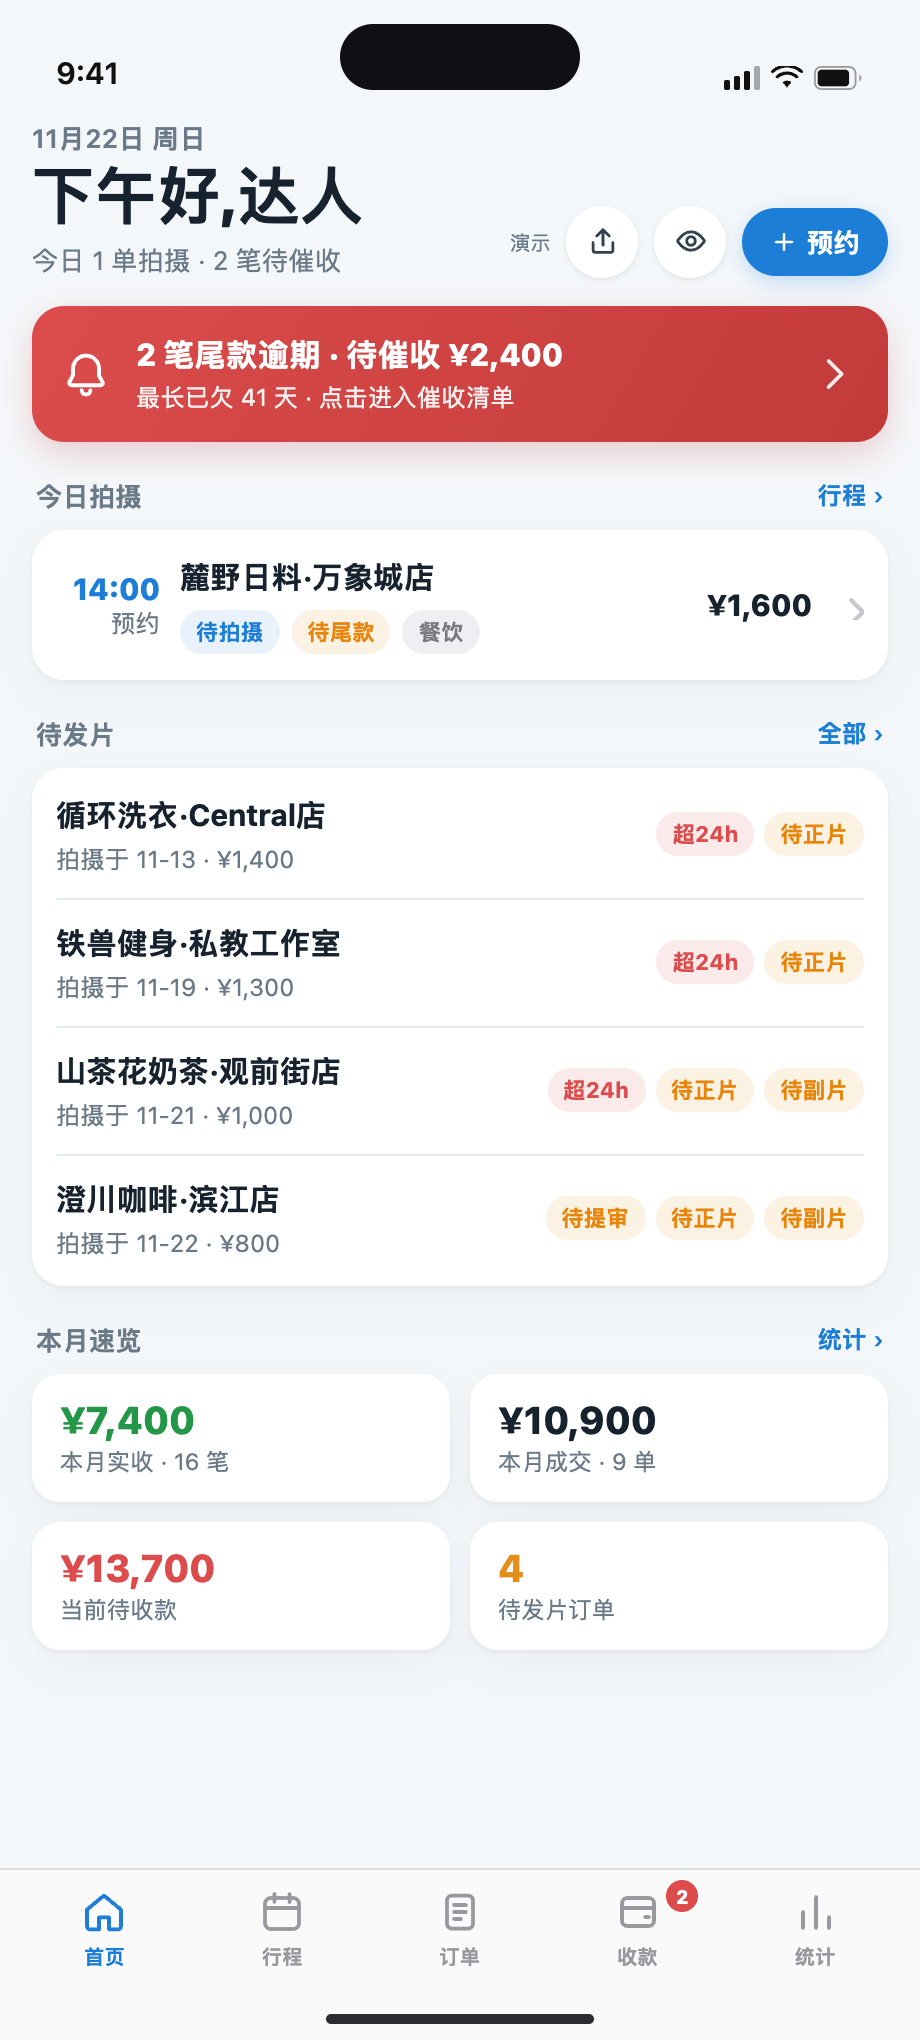 9:41
11月22日 周日
下午好,达人
今日 1 单拍摄 · 2 笔待催收
演示
预约
2 笔尾款逾期 · 待催收 ¥2,400
最长已欠 41 天 · 点击进入催收清单
今日拍摄
行程 ›
14:00
预约
麓野日料·万象城店
待拍摄 待尾款 餐饮
¥1,600
待发片
全部 ›
循环洗衣·Central店
拍摄于 11-13 · ¥1,400
超24h 待正片
铁兽健身·私教工作室
拍摄于 11-19 · ¥1,300
超24h 待正片
山茶花奶茶·观前街店
拍摄于 11-21 · ¥1,000
超24h 待正片 待副片
澄川咖啡·滨江店
拍摄于 11-22 · ¥800
待提审 待正片 待副片
本月速览
统计 ›
¥7,400
本月实收 · 16 笔
¥10,900
本月成交 · 9 单
¥13,700
当前待收款
4
待发片订单
首页
行程
订单
2
收款
统计